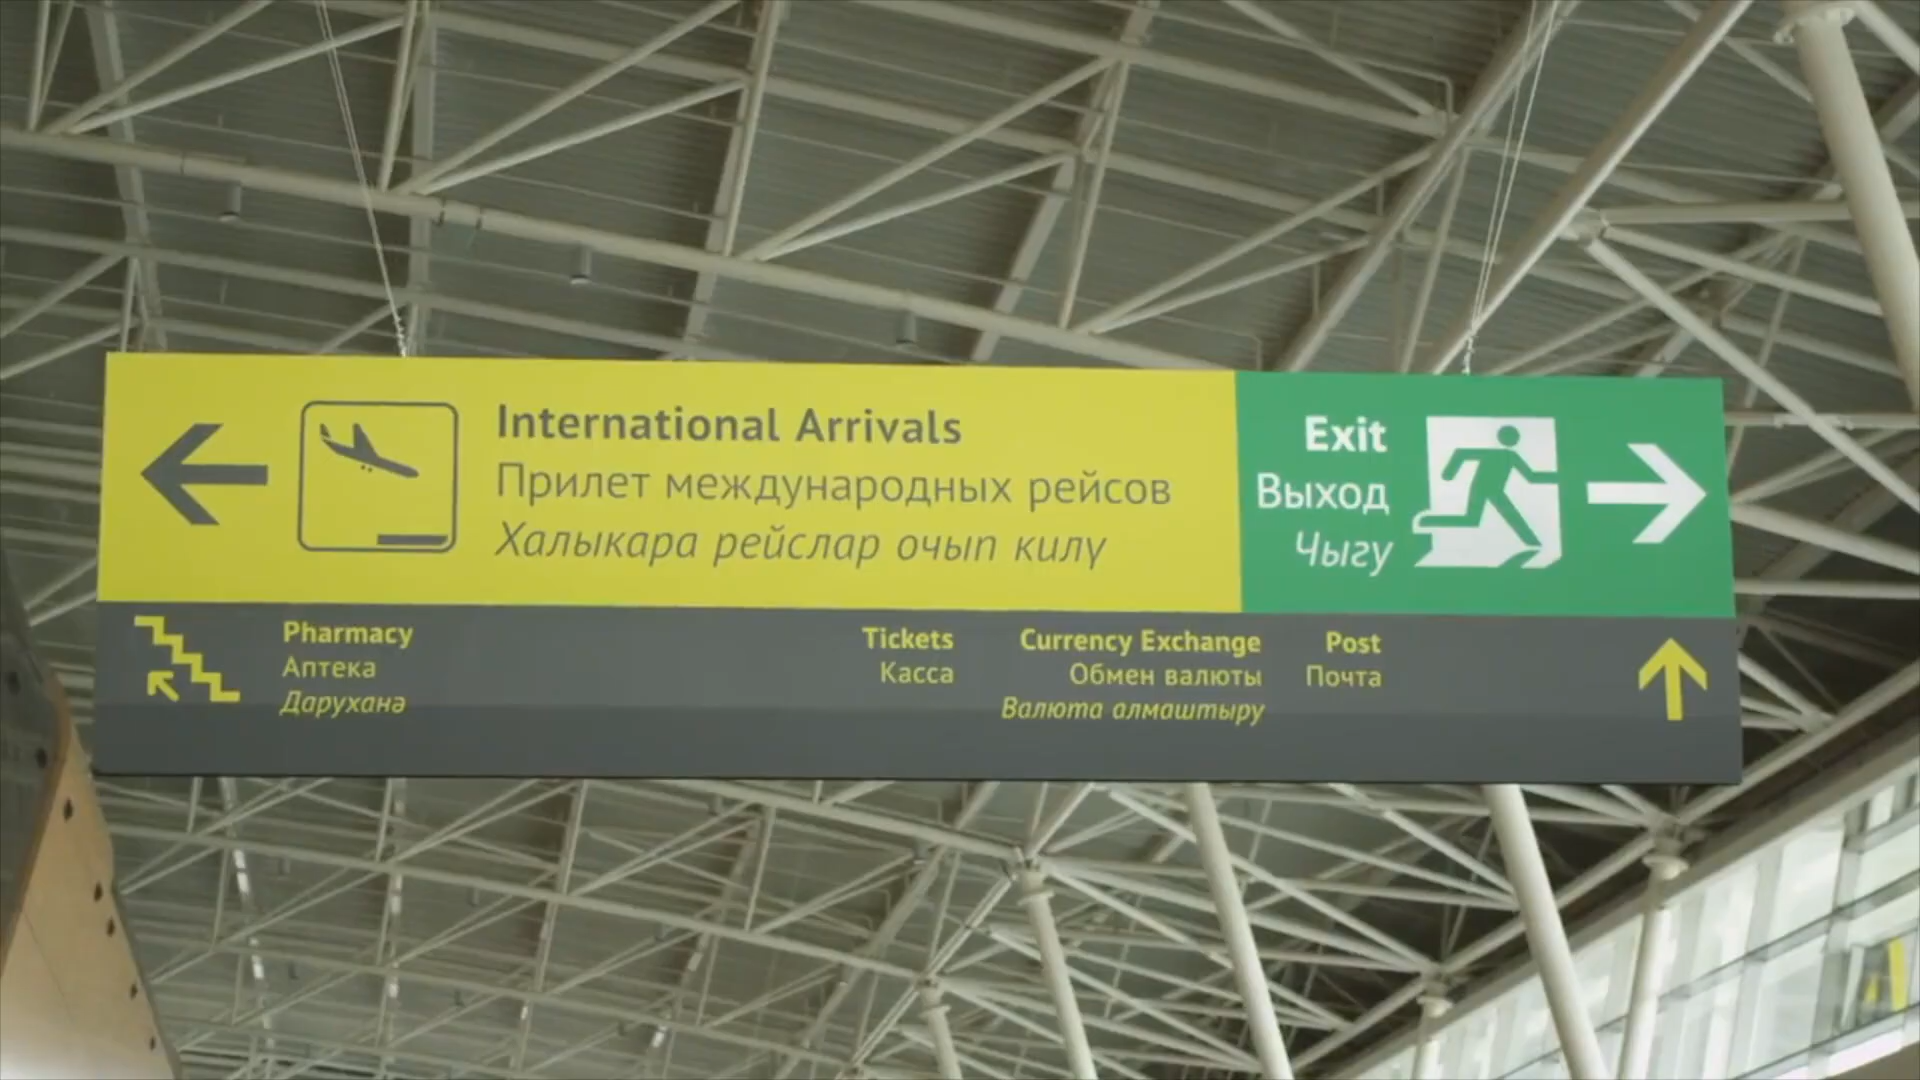 International Arrivals
Прилет международных рейсов
Халыкара рейслар очып килү
Exit
Выход
Чыгу
Pharmacy
Аптека
Даруханә
Tickets
Касса
Currency Exchange
Обмен валюты
Валюта алмаштыру
Post
Почта